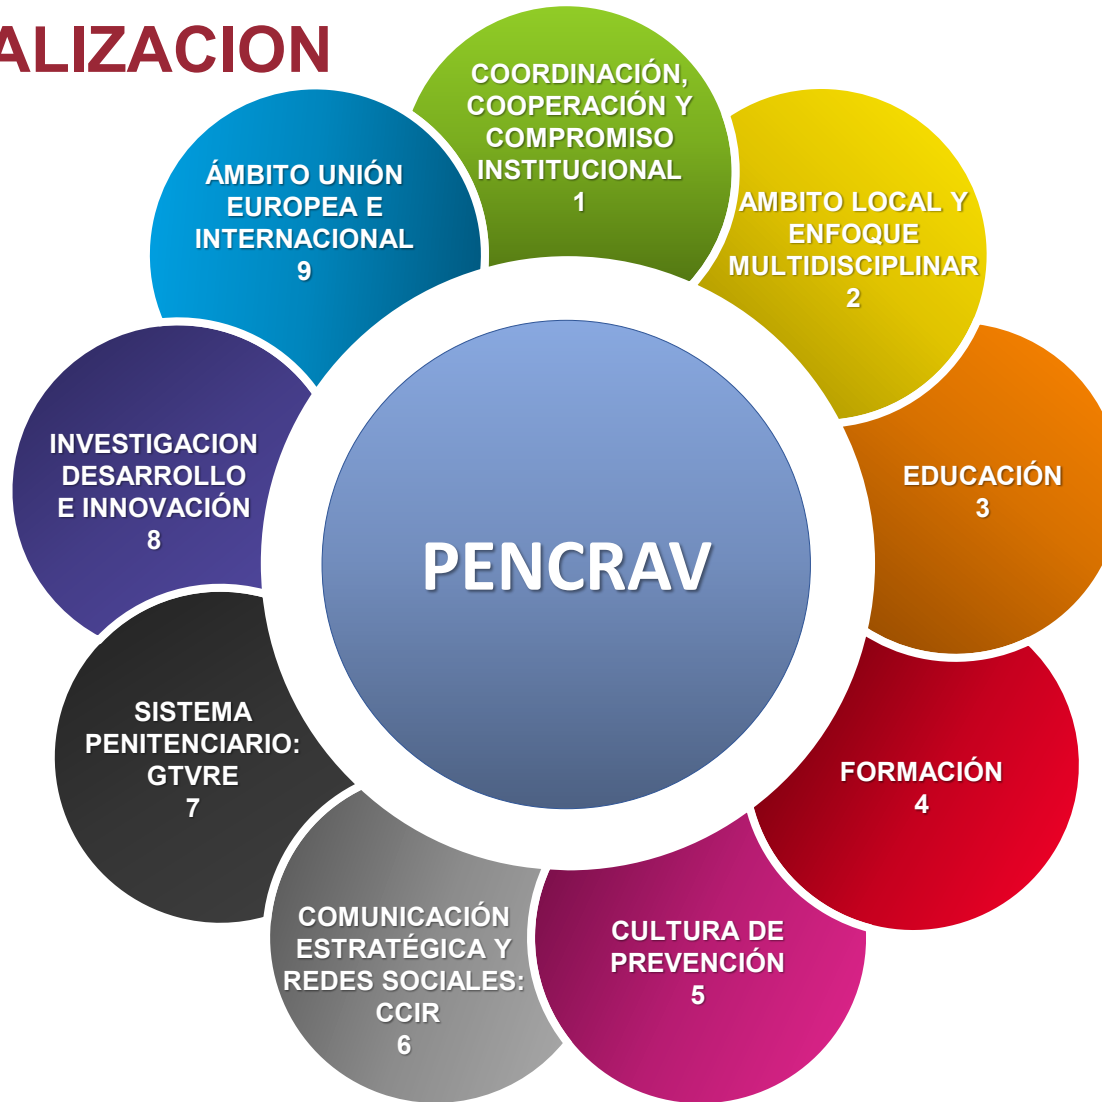 ALIZACION
COORDINACIÓN,
COOPERACIÓN Y
COMPROMISO
INSTITUCIONAL
1
AMBITO LOCAL Y
ENFOQUE
MULTIDISCIPLINAR
2
EDUCACIÓN
3
FORMACIÓN
4
CULTURA DE
PREVENCIÓN
5
COMUNICACIÓN
ESTRATÉGICA Y
REDES SOCIALES:
CCIR
6
SISTEMA
PENITENCIARIO:
GTVRE
7
INVESTIGACION
DESARROLLO
E INNOVACIÓN
8
ÁMBITO UNIÓN
EUROPEA E
INTERNACIONAL
9
PENCRAV